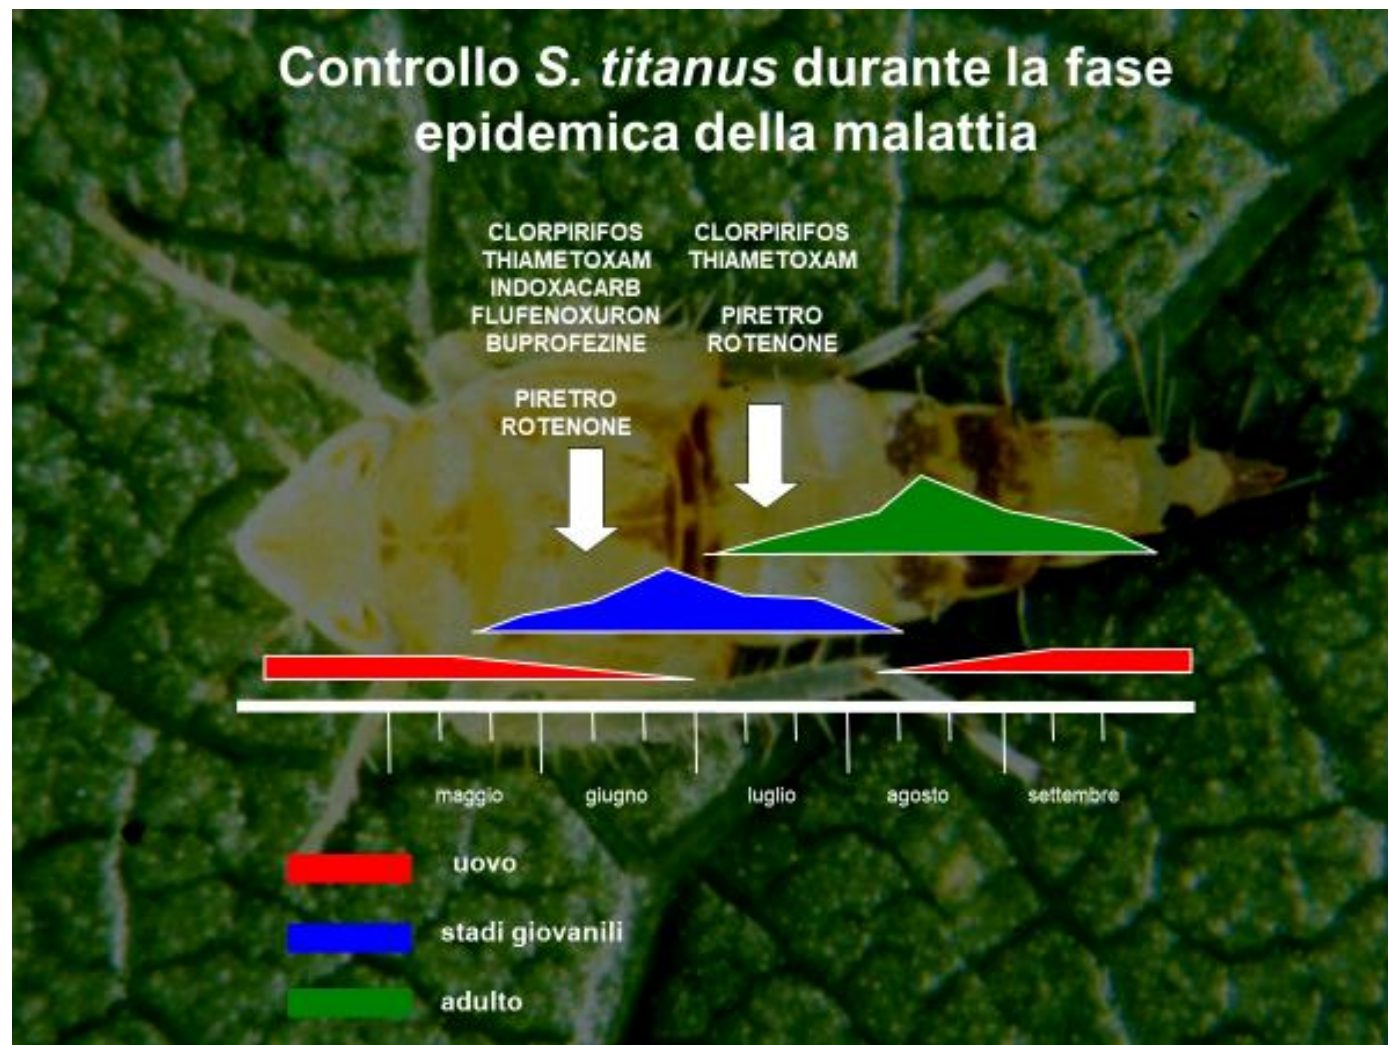 Controllo S. titanus durante la fase
epidemica della malattia
CLORPIRIFOS
THIAMETOXAM
INDOXACARB
FLUFENOXURON
BUPROFEZINE
PIRETRO
ROTENONE
CLORPIRIFOS
THIAMETOXAM
PIRETRO
ROTENONE
maggio giugno luglio agosto settembre
uovo
stadi giovanili
adulto